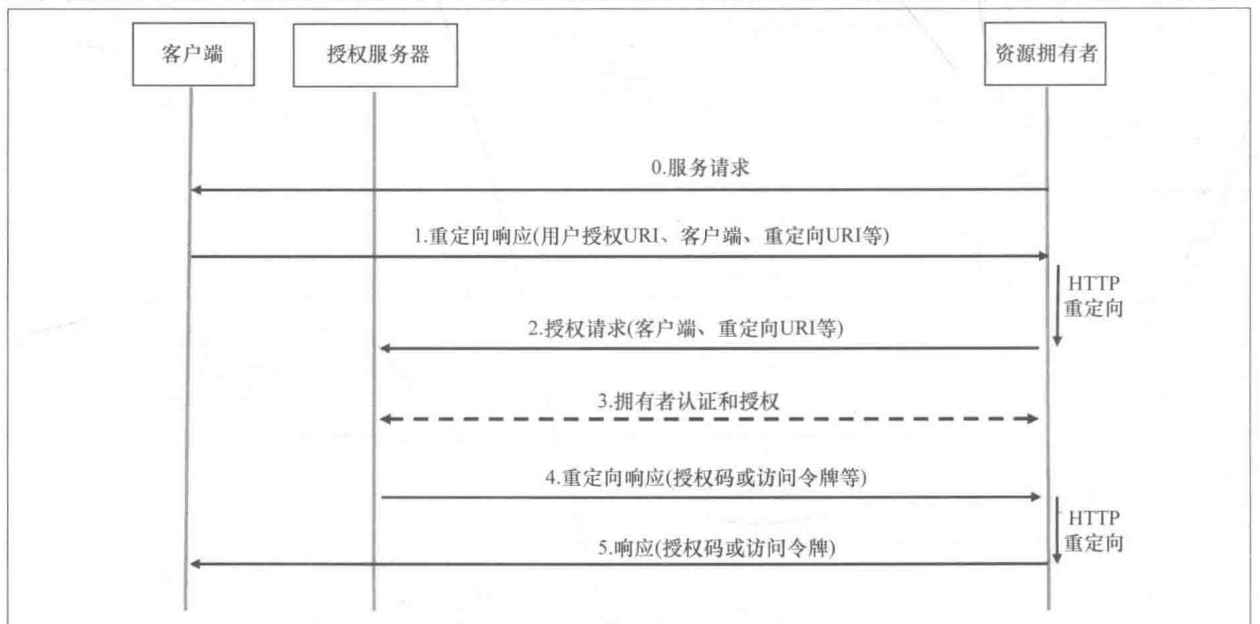 客户端
授权服务器
资源拥有者
0.服务请求
1.重定向响应(用户授权URI、客户端、重定向URI等)
HTTP
重定向
2.授权请求(客户端、重定向URI等)
3.拥有者认证和授权
4.重定向响应(授权码或访问令牌等)
HTTP
重定向
5.响应(授权码或访问令牌)